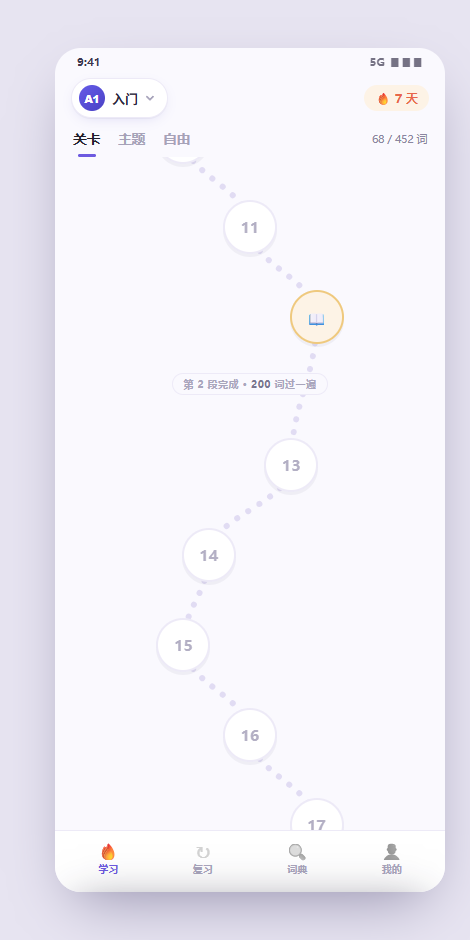 9:41
5G
A1 入门
🔥 7 天
关卡 主题 自由
68 / 452 词
11
第 2 段完成 • 200 词过一遍
13
14
15
16
17
学习 复习 词典 我的